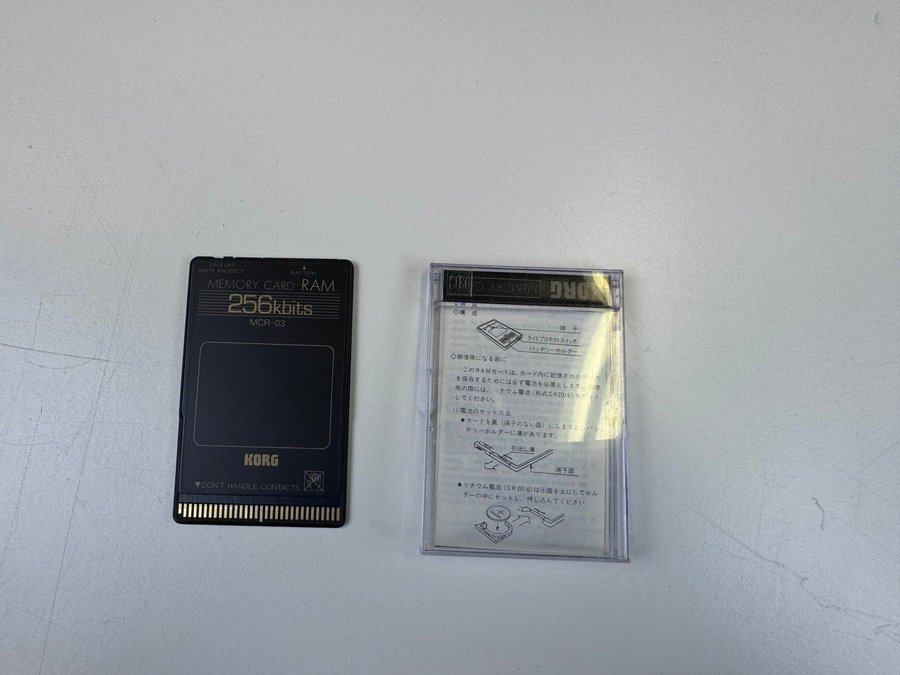 ON | OFF
WRITE PROTECT
▲
BATTERY
MEMORY CARD RAM
256kbits
MCR-03
KORG
▼DON'T HANDLE CONTACTS
KORG
MEMORY C
◇構 成
端 子
ライトプロテクトスイッチ
バッテリーホルダー
◇御使用になる前に
このRAMカードは、カード内に記憶された
を保存するためには必ず電池を必要とします
用の際には、リチウム電池(形式CR2016)をセット
してください。
(1)電池のセット方法
●カードを裏(端子のない面)にしますと、バッ
テリーホルダーに溝があります。
引出し溝
端子面
●リチウム電池(CR2016)は⊕面を上にしてホル
ダーの中にセットし、押し込んでください。